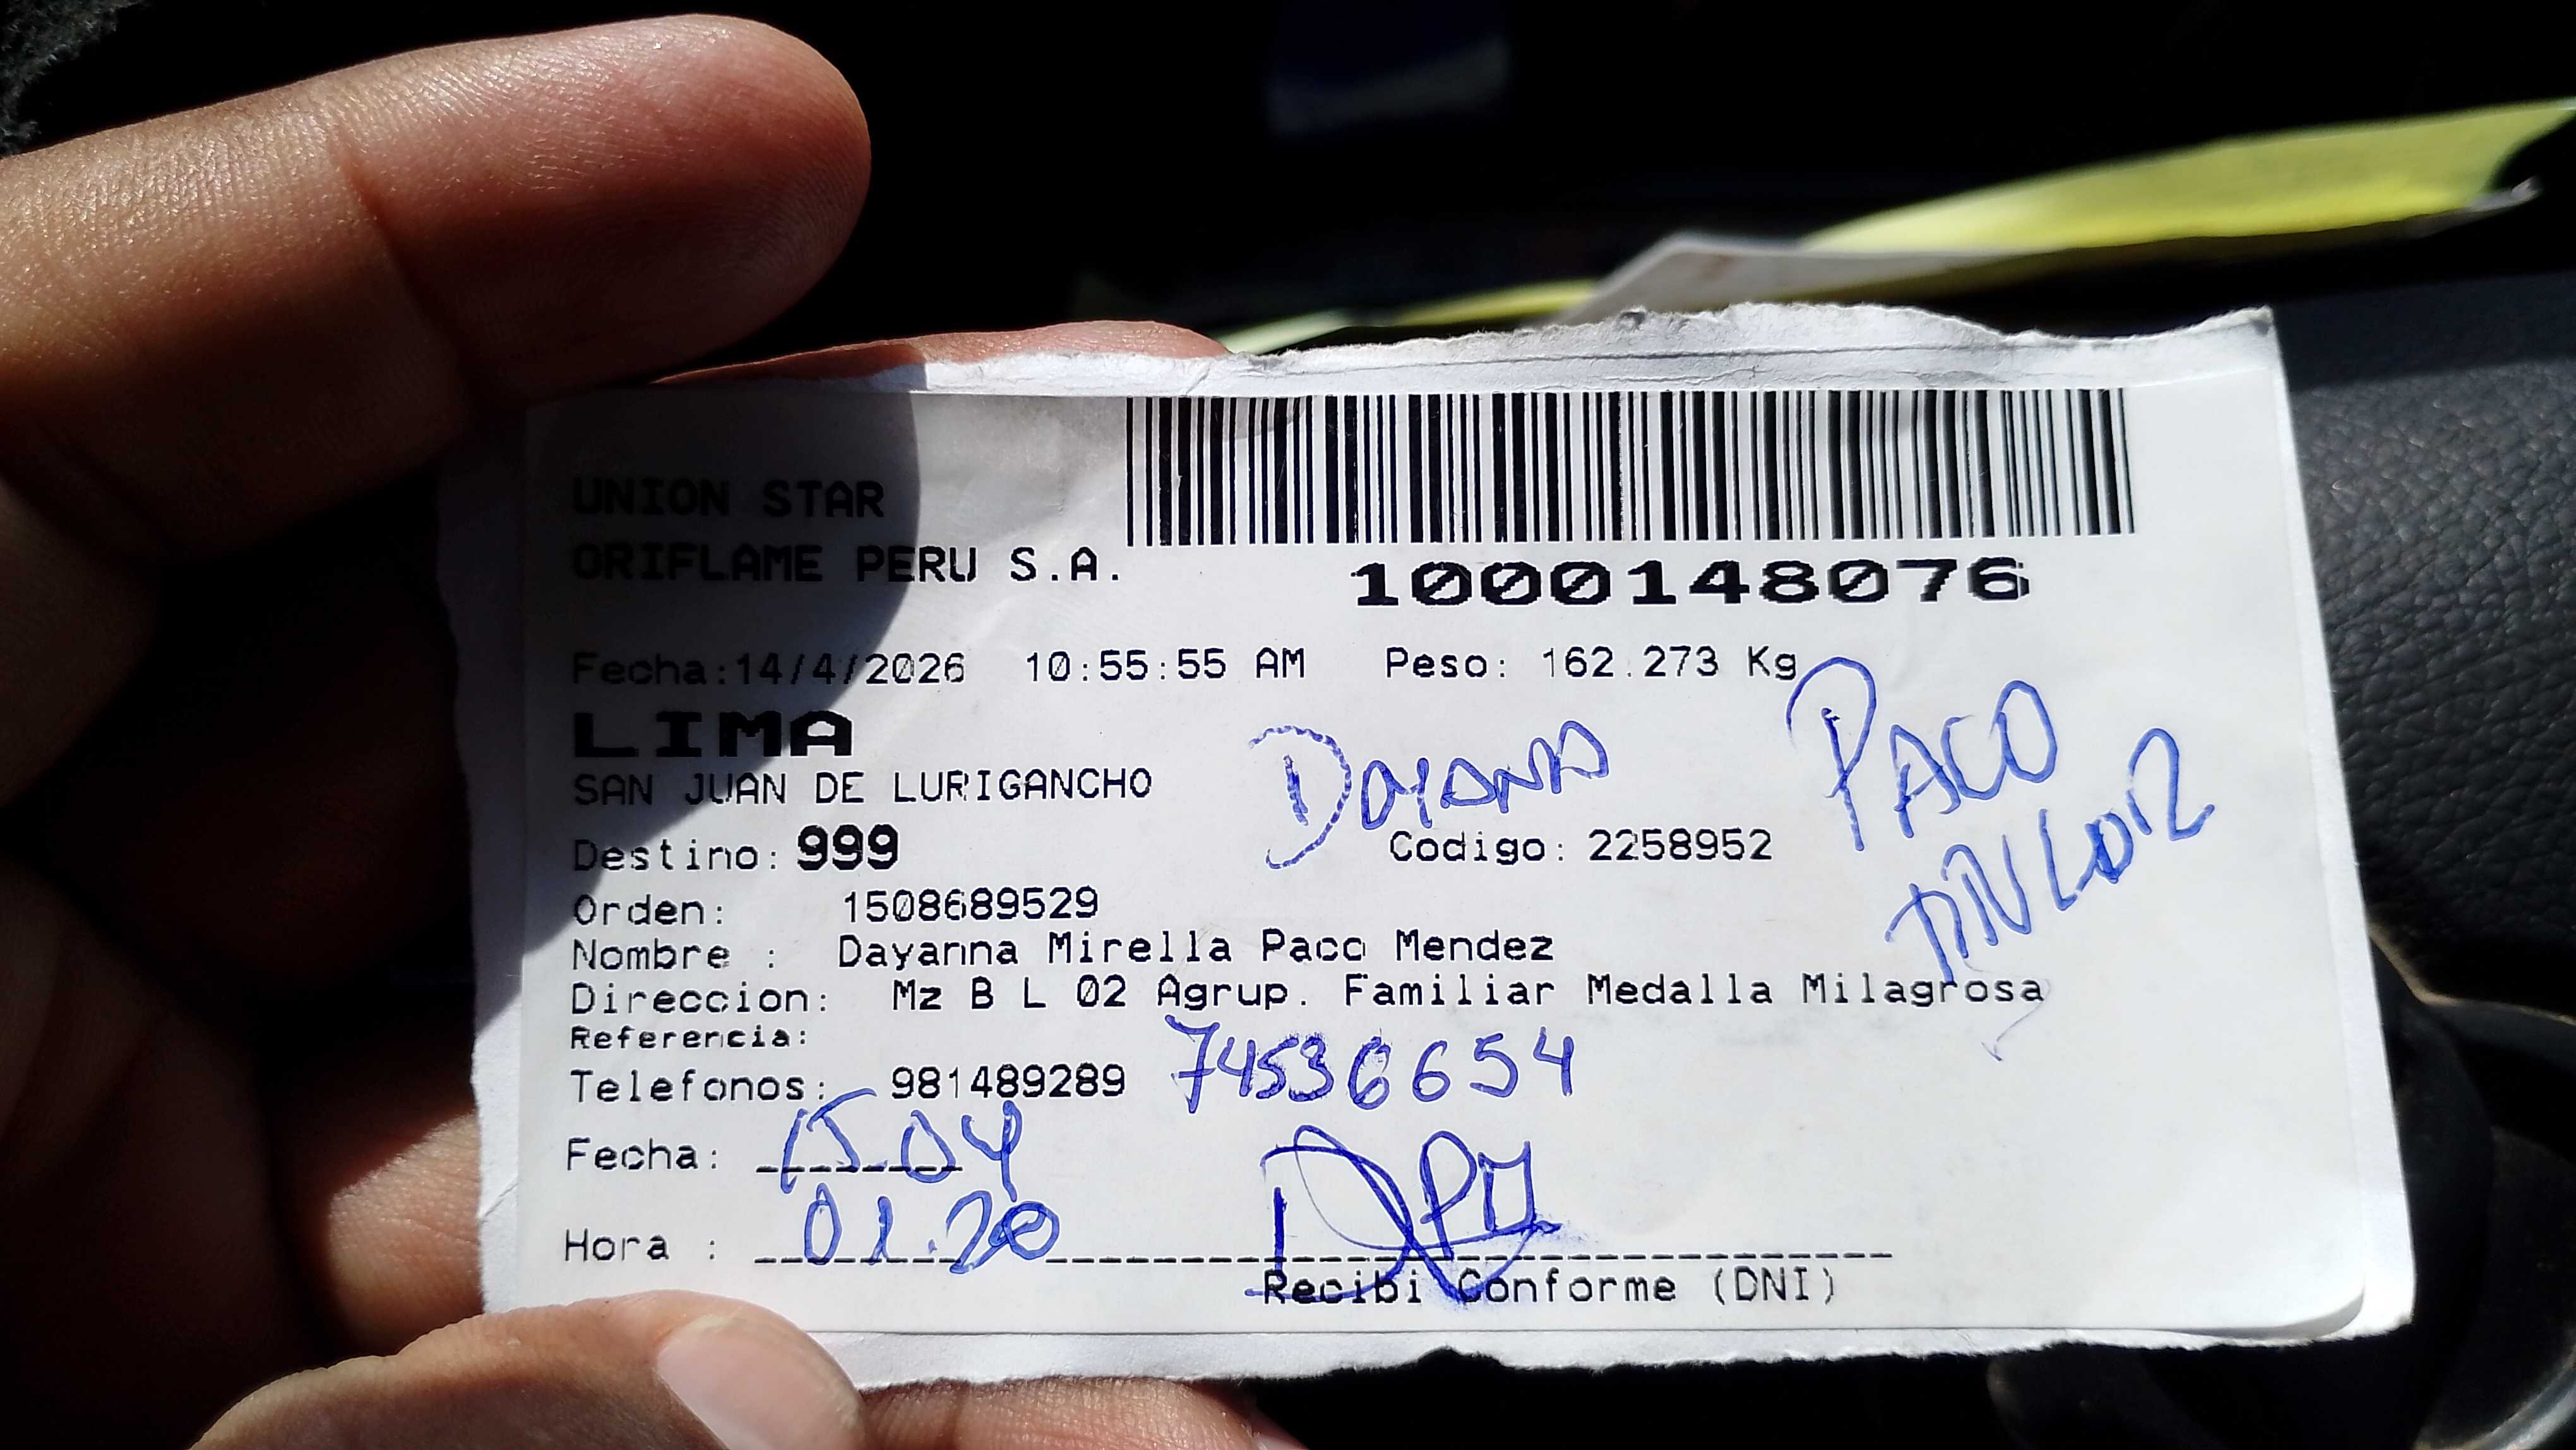 UNION STAR
ORIFLAME PERU S.A.
1000148076
Fecha:14/4/2026 10:55:55 AM Peso: 162.273 Kg
LIMA
SAN JUAN DE LURIGANCHO
DAYANNA PACO
Destino: 999 Codigo: 2258952
Orden: 1508689529
Nombre : Dayanna Mirella Paco Mendez
Direccion: Mz B L 02 Agrup. Familiar Medalla Milagrosa
Referencia:
Telefonos: 981489289 74536654
Fecha: 15.04
Hora : 01.20
Recibi Conforme (DNI)